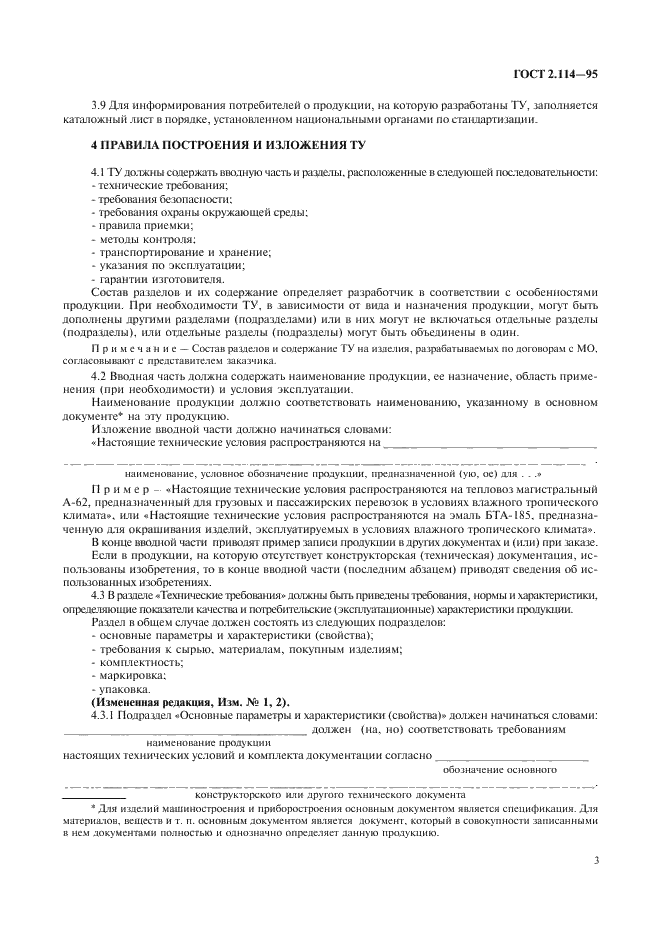 ГОСТ 2.114—95
3.9 Для информирования потребителей о продукции, на которую разработаны ТУ, заполняется
каталожный лист в порядке, установленном национальными органами по стандартизации.
4 ПРАВИЛА ПОСТРОЕНИЯ И ИЗЛОЖЕНИЯ ТУ
4.1 ТУ должны содержать вводную часть и разделы, расположенные в следующей последовательности:
- технические требования;
- требования безопасности;
- требования охраны окружающей среды;
- правила приемки;
- методы контроля;
- транспортирование и хранение;
- указания по эксплуатации;
- гарантии изготовителя.
Состав разделов и их содержание определяет разработчик в соответствии с особенностями
продукции. При необходимости ТУ, в зависимости от вида и назначения продукции, могут быть
дополнены другими разделами (подразделами) или в них могут не включаться отдельные разделы
(подразделы), или отдельные разделы (подразделы) могут быть объединены в один.
П р и м е ч а н и е — Состав разделов и содержание ТУ на изделия, разрабатываемых по договорам с МО,
согласовывают с представителем заказчика.
4.2 Вводная часть должна содержать наименование продукции, ее назначение, область приме-
нения (при необходимости) и условия эксплуатации.
Наименование продукции должно соответствовать наименованию, указанному в основном
документе* на эту продукцию.
Изложение вводной части должно начинаться словами:
«Настоящие технические условия распространяются на ____________________
____________________.
наименование, условное обозначение продукции, предназначенной (ую, ое) для . . .»
П р и м е р — «Настоящие технические условия распространяются на тепловоз магистральный
А-62, предназначенный для грузовых и пассажирских перевозок в условиях влажного тропического
климата», или «Настоящие технические условия распространяются на эмаль БТА-185, предназна-
ченную для окрашивания изделий, эксплуатируемых в условиях влажного тропического климата».
В конце вводной части приводят пример записи продукции в других документах и (или) при заказе.
Если в продукции, на которую отсутствует конструкторская (техническая) документация, ис-
пользованы изобретения, то в конце вводной части (последним абзацем) приводят сведения об ис-
пользованных изобретениях.
4.3 В разделе «Технические требования» должны быть приведены требования, нормы и характеристики,
определяющие показатели качества и потребительские (эксплуатационные) характеристики продукции.
Раздел в общем случае должен состоять из следующих подразделов:
- основные параметры и характеристики (свойства);
- требования к сырью, материалам, покупным изделиям;
- комплектность;
- маркировка;
- упаковка.
(Измененная редакция, Изм. № 1, 2).
4.3.1 Подраздел «Основные параметры и характеристики (свойства)» должен начинаться словами:
____________________ должен (на, но) соответствовать требованиям
наименование продукции
настоящих технических условий и комплекта документации согласно ____________________
обозначение основного
____________________.
конструкторского или другого технического документа
* Для изделий машиностроения и приборостроения основным документом является спецификация. Для
материалов, веществ и т. п. основным документом является документ, который в совокупности записанными
в нем документами полностью и однозначно определяет данную продукцию.
3